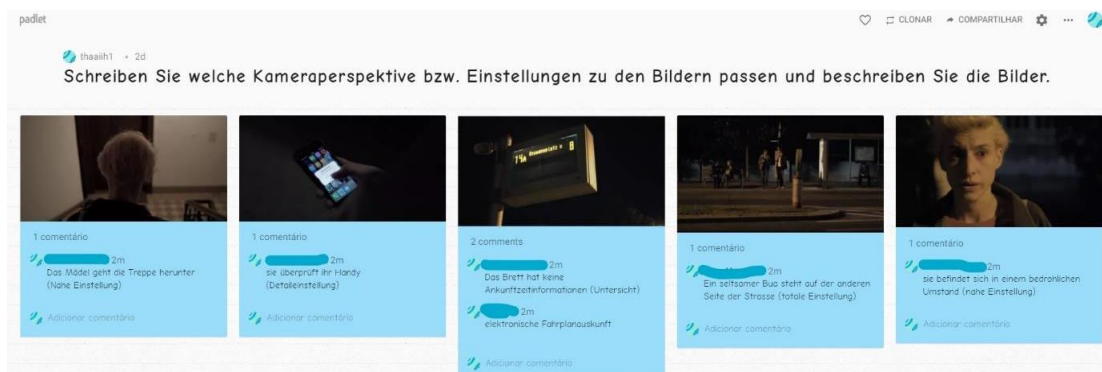 padlet
CLONAR
COMPARTILHAR
thaaiih1 • 2d
Schreiben Sie welche Kameraperspektive bzw. Einstellungen zu den Bildern passen und beschreiben Sie die Bilder.
1 comentário
2m
Das Mädel geht die Treppe herunter
(Nahe Einstellung)
Adicionar comentário
1 comentário
2m
sie überprüft ihr Handy
(Detaileinstellung)
Adicionar comentário
74A
8
2 comments
2m
Das Brett hat keine
Ankunftzeitinformationen (Untersicht)
2m
elektronische Fahrplanauskunft
Adicionar comentário
1 comentário
2m
Ein seltsamer Bua steht auf der anderen
Seite der Strasse (totale Einstellung)
Adicionar comentário
1 comentário
2m
sie befindet sich in einem bedrohlichen
Umstand (nahe Einstellung)
Adicionar comentário